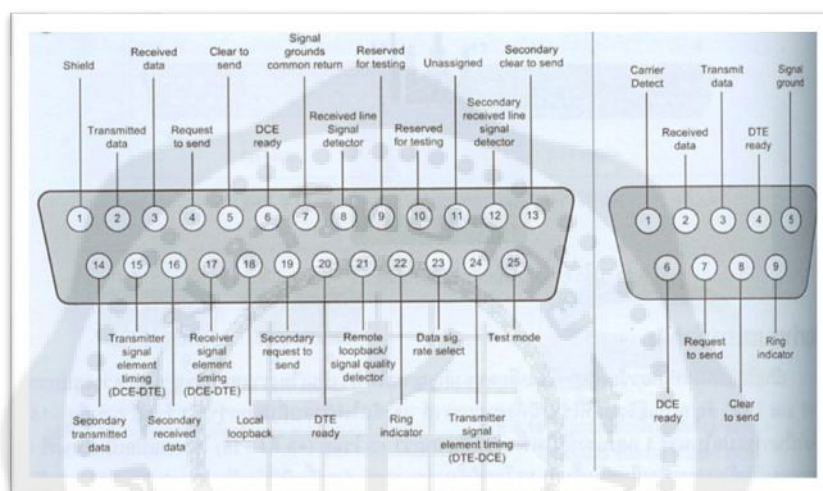 Shield
Received
data
Clear to
send
Signal
grounds
common return
Reserved
for testing
Unassigned
Secondary
clear to send
Transmitted
data
Request
to send
DCE
ready
Received line
Signal
detector
Reserved
for testing
Secondary
received line
signal
detector
1 2 3 4 5 6 7 8 9 10 11 12 13
14 15 16 17 18 19 20 21 22 23 24 25
Transmitter
signal
element
timing
(DCE-DTE)
Receiver
signal
element
timing
(DCE-DTE)
Secondary
request to
send
Remote
loopback/
signal quality
detector
Data sig.
rate select
Test mode
Secondary
transmitted
data
Secondary
received
data
Local
loopback
DTE
ready
Ring
indicator
Transmitter
signal
element timing
(DTE-DCE)
Carrier
Detect
Transmit
data
Signal
ground
Received
data
DTE
ready
1 2 3 4 5
6 7 8 9
Request
to send
Ring
indicator
DCE
ready
Clear
to send